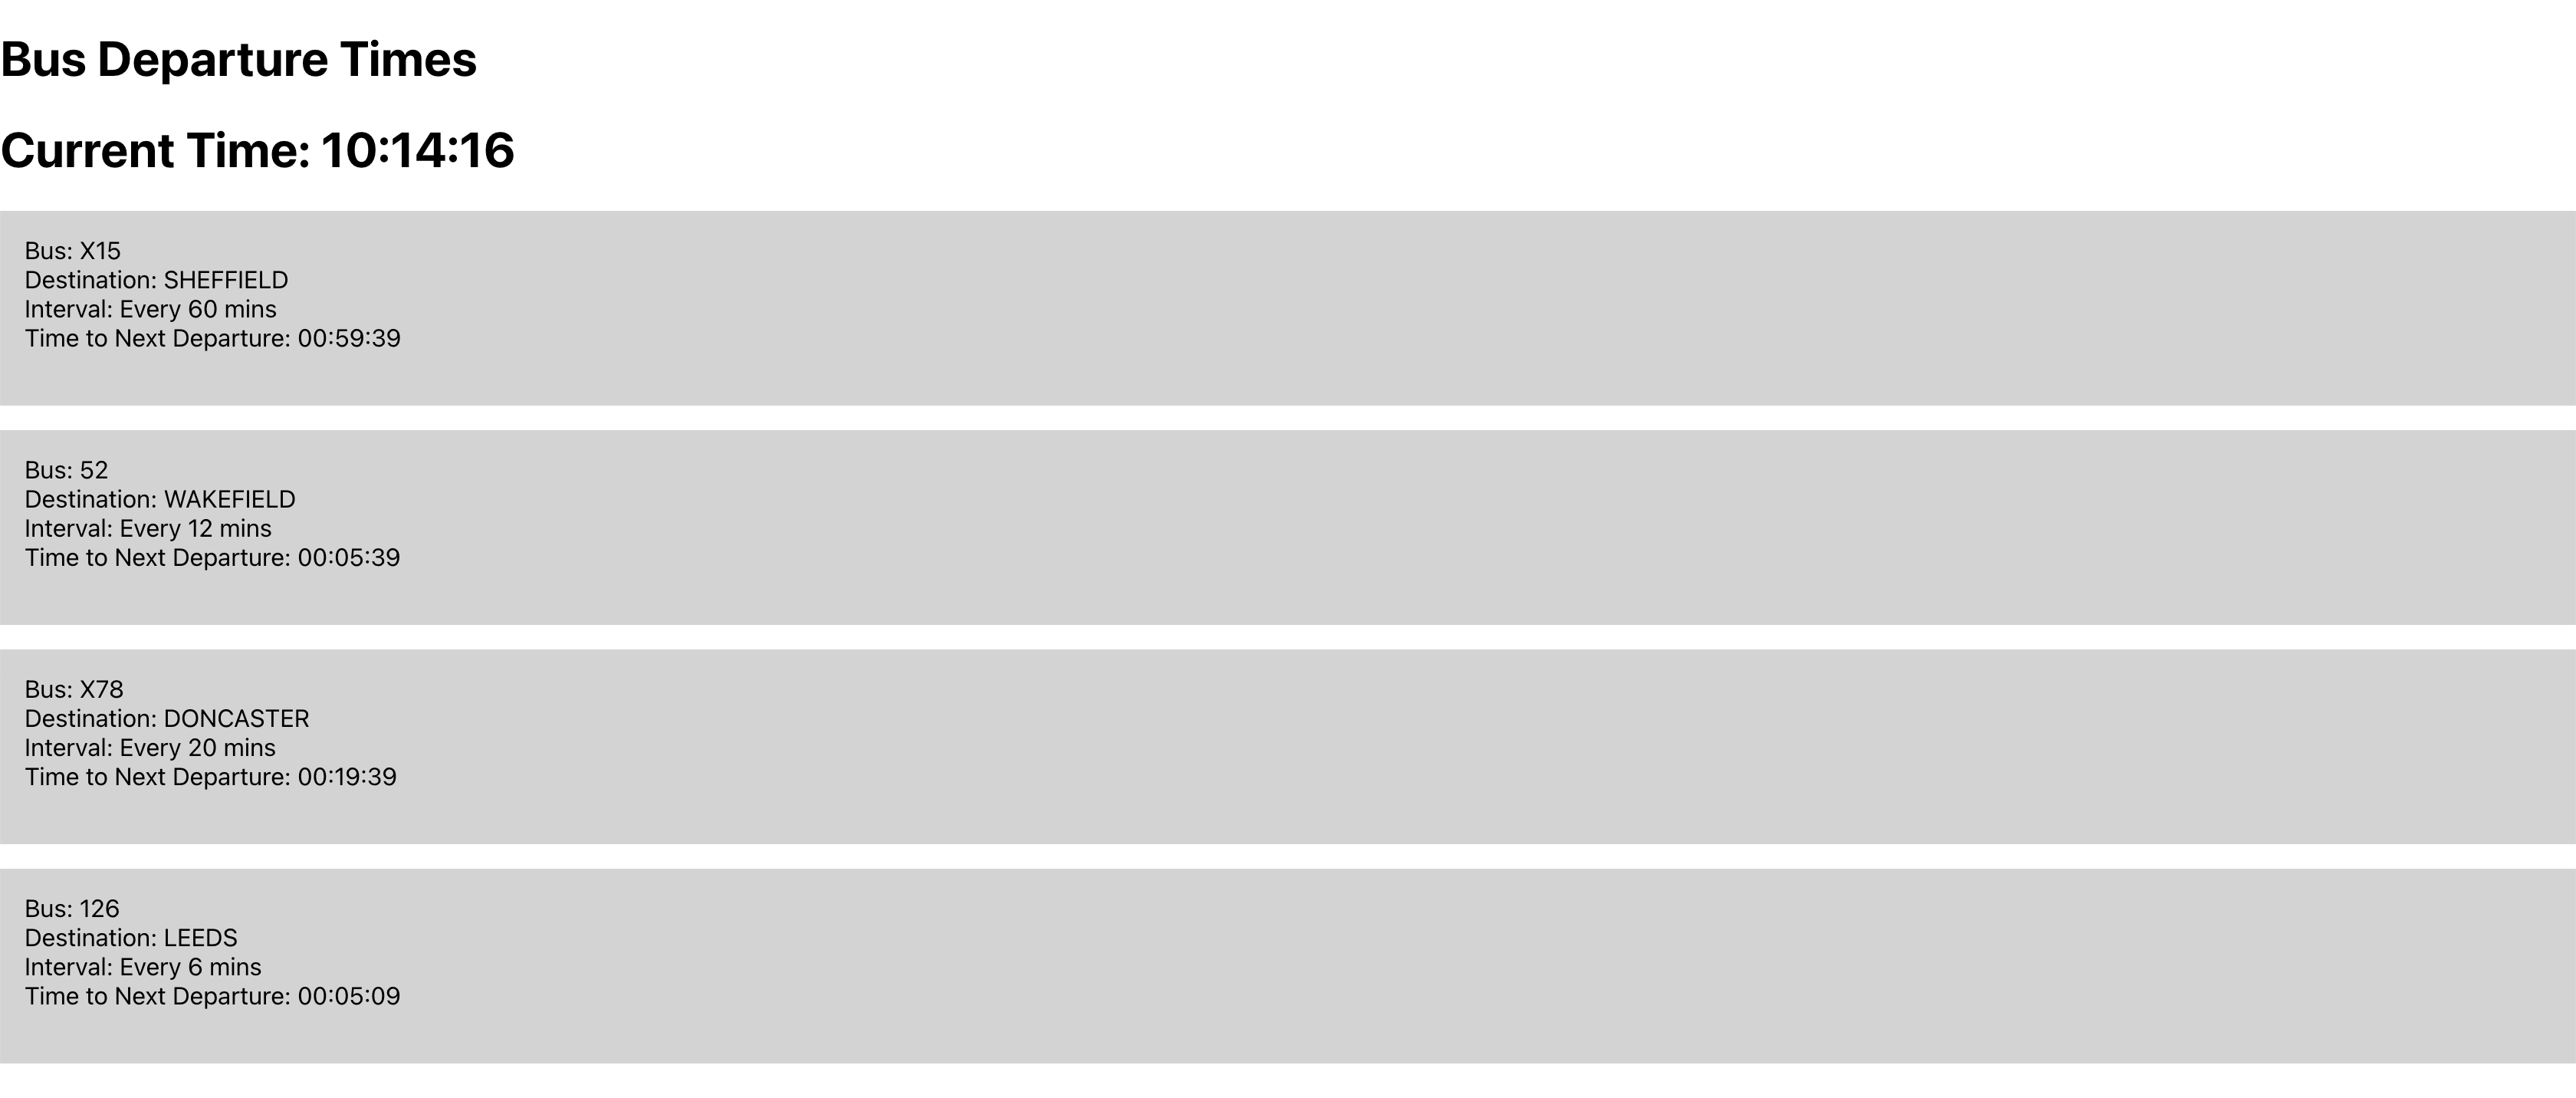 Bus Departure Times
Current Time: 10:14:16
Bus: X15
Destination: SHEFFIELD
Interval: Every 60 mins
Time to Next Departure: 00:59:39
Bus: 52
Destination: WAKEFIELD
Interval: Every 12 mins
Time to Next Departure: 00:05:39
Bus: X78
Destination: DONCASTER
Interval: Every 20 mins
Time to Next Departure: 00:19:39
Bus: 126
Destination: LEEDS
Interval: Every 6 mins
Time to Next Departure: 00:05:09